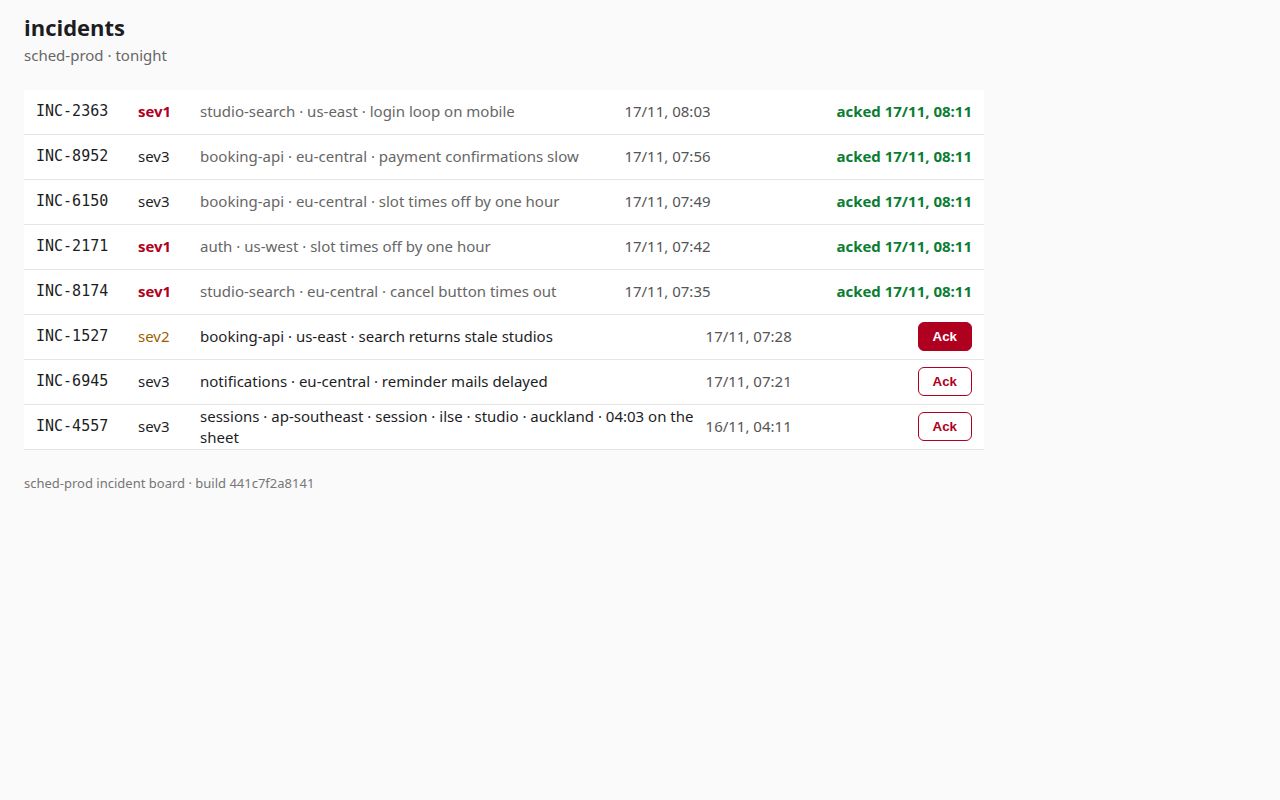 incidents
sched-prod · tonight
INC-2363 sev1 studio-search · us-east · login loop on mobile 17/11, 08:03 acked 17/11, 08:11
INC-8952 sev3 booking-api · eu-central · payment confirmations slow 17/11, 07:56 acked 17/11, 08:11
INC-6150 sev3 booking-api · eu-central · slot times off by one hour 17/11, 07:49 acked 17/11, 08:11
INC-2171 sev1 auth · us-west · slot times off by one hour 17/11, 07:42 acked 17/11, 08:11
INC-8174 sev1 studio-search · eu-central · cancel button times out 17/11, 07:35 acked 17/11, 08:11
INC-1527 sev2 booking-api · us-east · search returns stale studios 17/11, 07:28 Ack
INC-6945 sev3 notifications · eu-central · reminder mails delayed 17/11, 07:21 Ack
INC-4557 sev3 sessions · ap-southeast · session · ilse · studio · auckland · 04:03 on the 16/11, 04:11 Ack
sheet
sched-prod incident board · build 441c7f2a8141